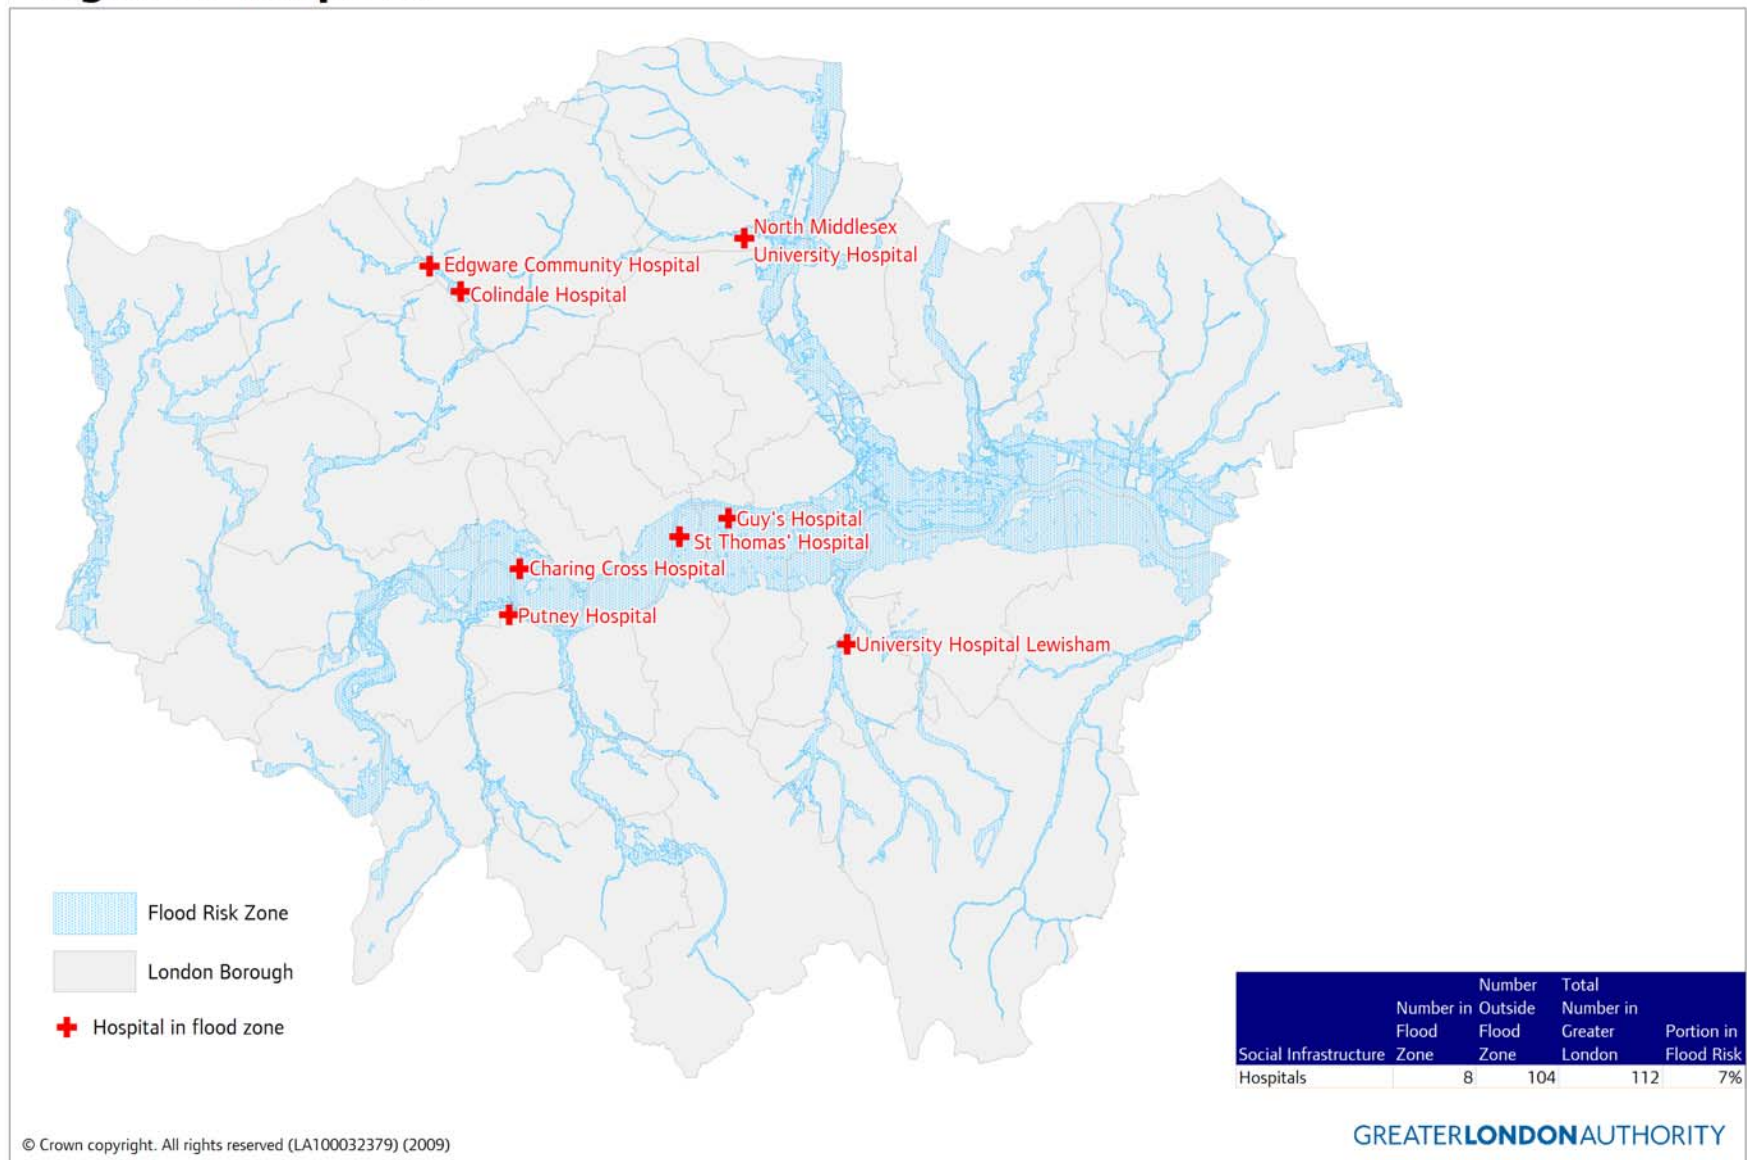 North Middlesex
University Hospital
Edgware Community Hospital
Colindale Hospital
Guy's Hospital
St Thomas' Hospital
Charing Cross Hospital
Putney Hospital
University Hospital Lewisham
Flood Risk Zone
London Borough
Hospital in flood zone
Number Total
Number in Outside Number in
Flood Flood Greater Portion in
Social Infrastructure Zone Zone London Flood Risk
Hospitals 8 104 112 7%
© Crown copyright. All rights reserved (LA100032379) (2009)
GREATERLONDONAUTHORITY